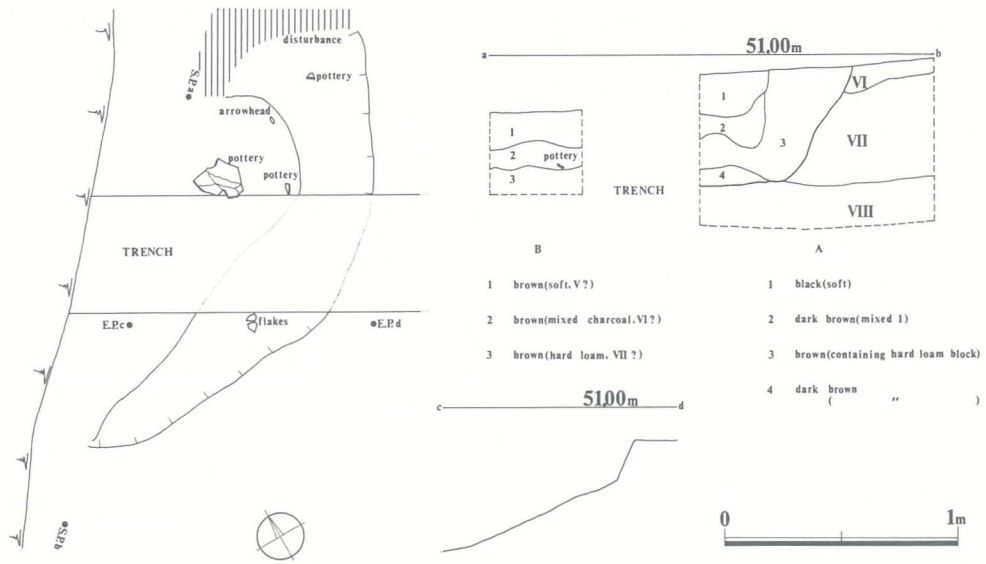 disturbance
pottery
S.P.a
arrowhead
pottery
pottery
TRENCH
E.P.c
flakes
E.P.d
S.P.b
a 51,00m b
1
2
pottery
3
TRENCH
1
2
3
4
VI
VII
VIII
B
1 brown(soft, V?)
2 brown(mixed charcoal, VI?)
3 brown(hard loam, VII?)
A
1 black(soft)
2 dark brown(mixed 1)
3 brown(containing hard loam block)
4 dark brown
( 〃 )
c 51,00m d
0 1m